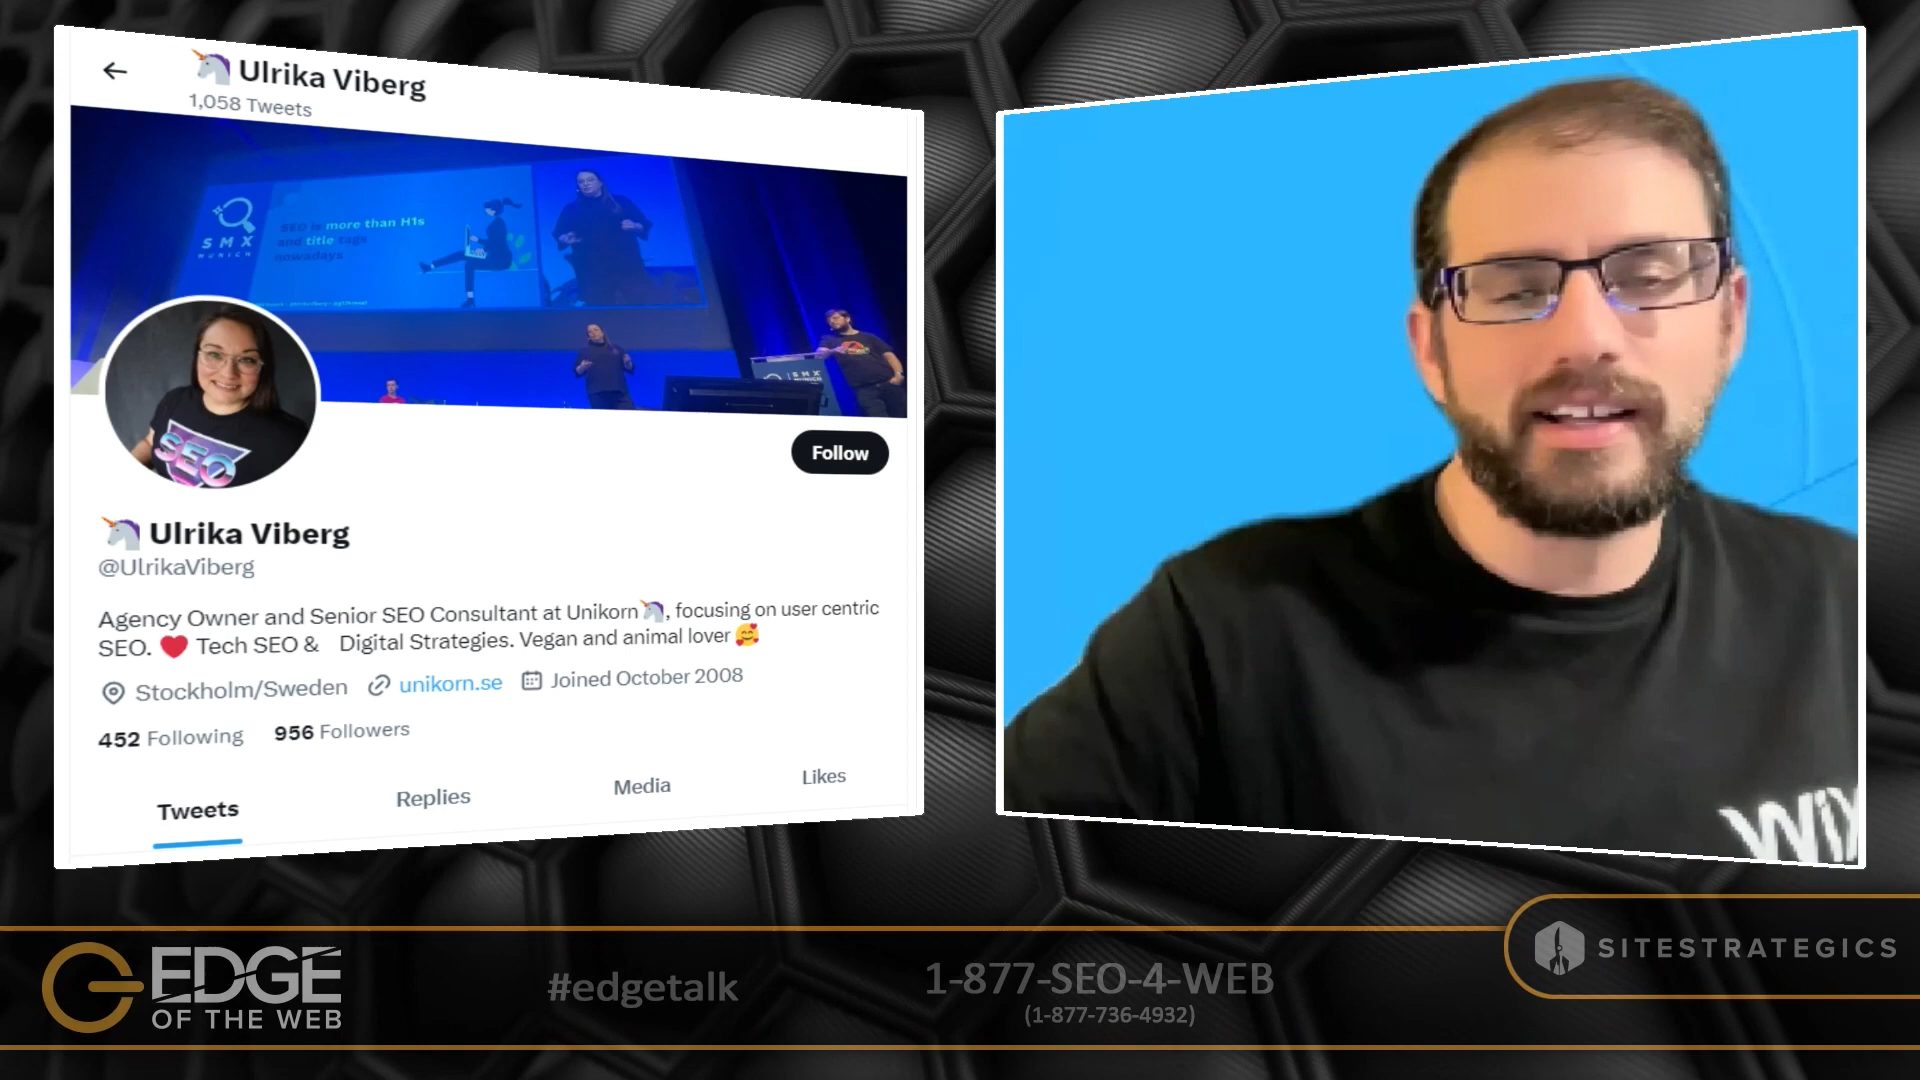 Ulrika Viberg
1,058 Tweets
SMX
MUNICH
SEO is more than H1s
and title tags
nowadays
SMX
SEO
Follow
Ulrika Viberg
@UlrikaViberg
Agency Owner and Senior SEO Consultant at Unikorn🦄, focusing on user centric
SEO. ❤️ Tech SEO & Digital Strategies. Vegan and animal lover 🥰
Stockholm/Sweden unikorn.se Joined October 2008
452 Following 956 Followers
Tweets Replies Media Likes
WiX
EDGE
OF THE WEB
#edgetalk
1-877-SEO-4-WEB
(1-877-736-4932)
SITESTRATEGICS